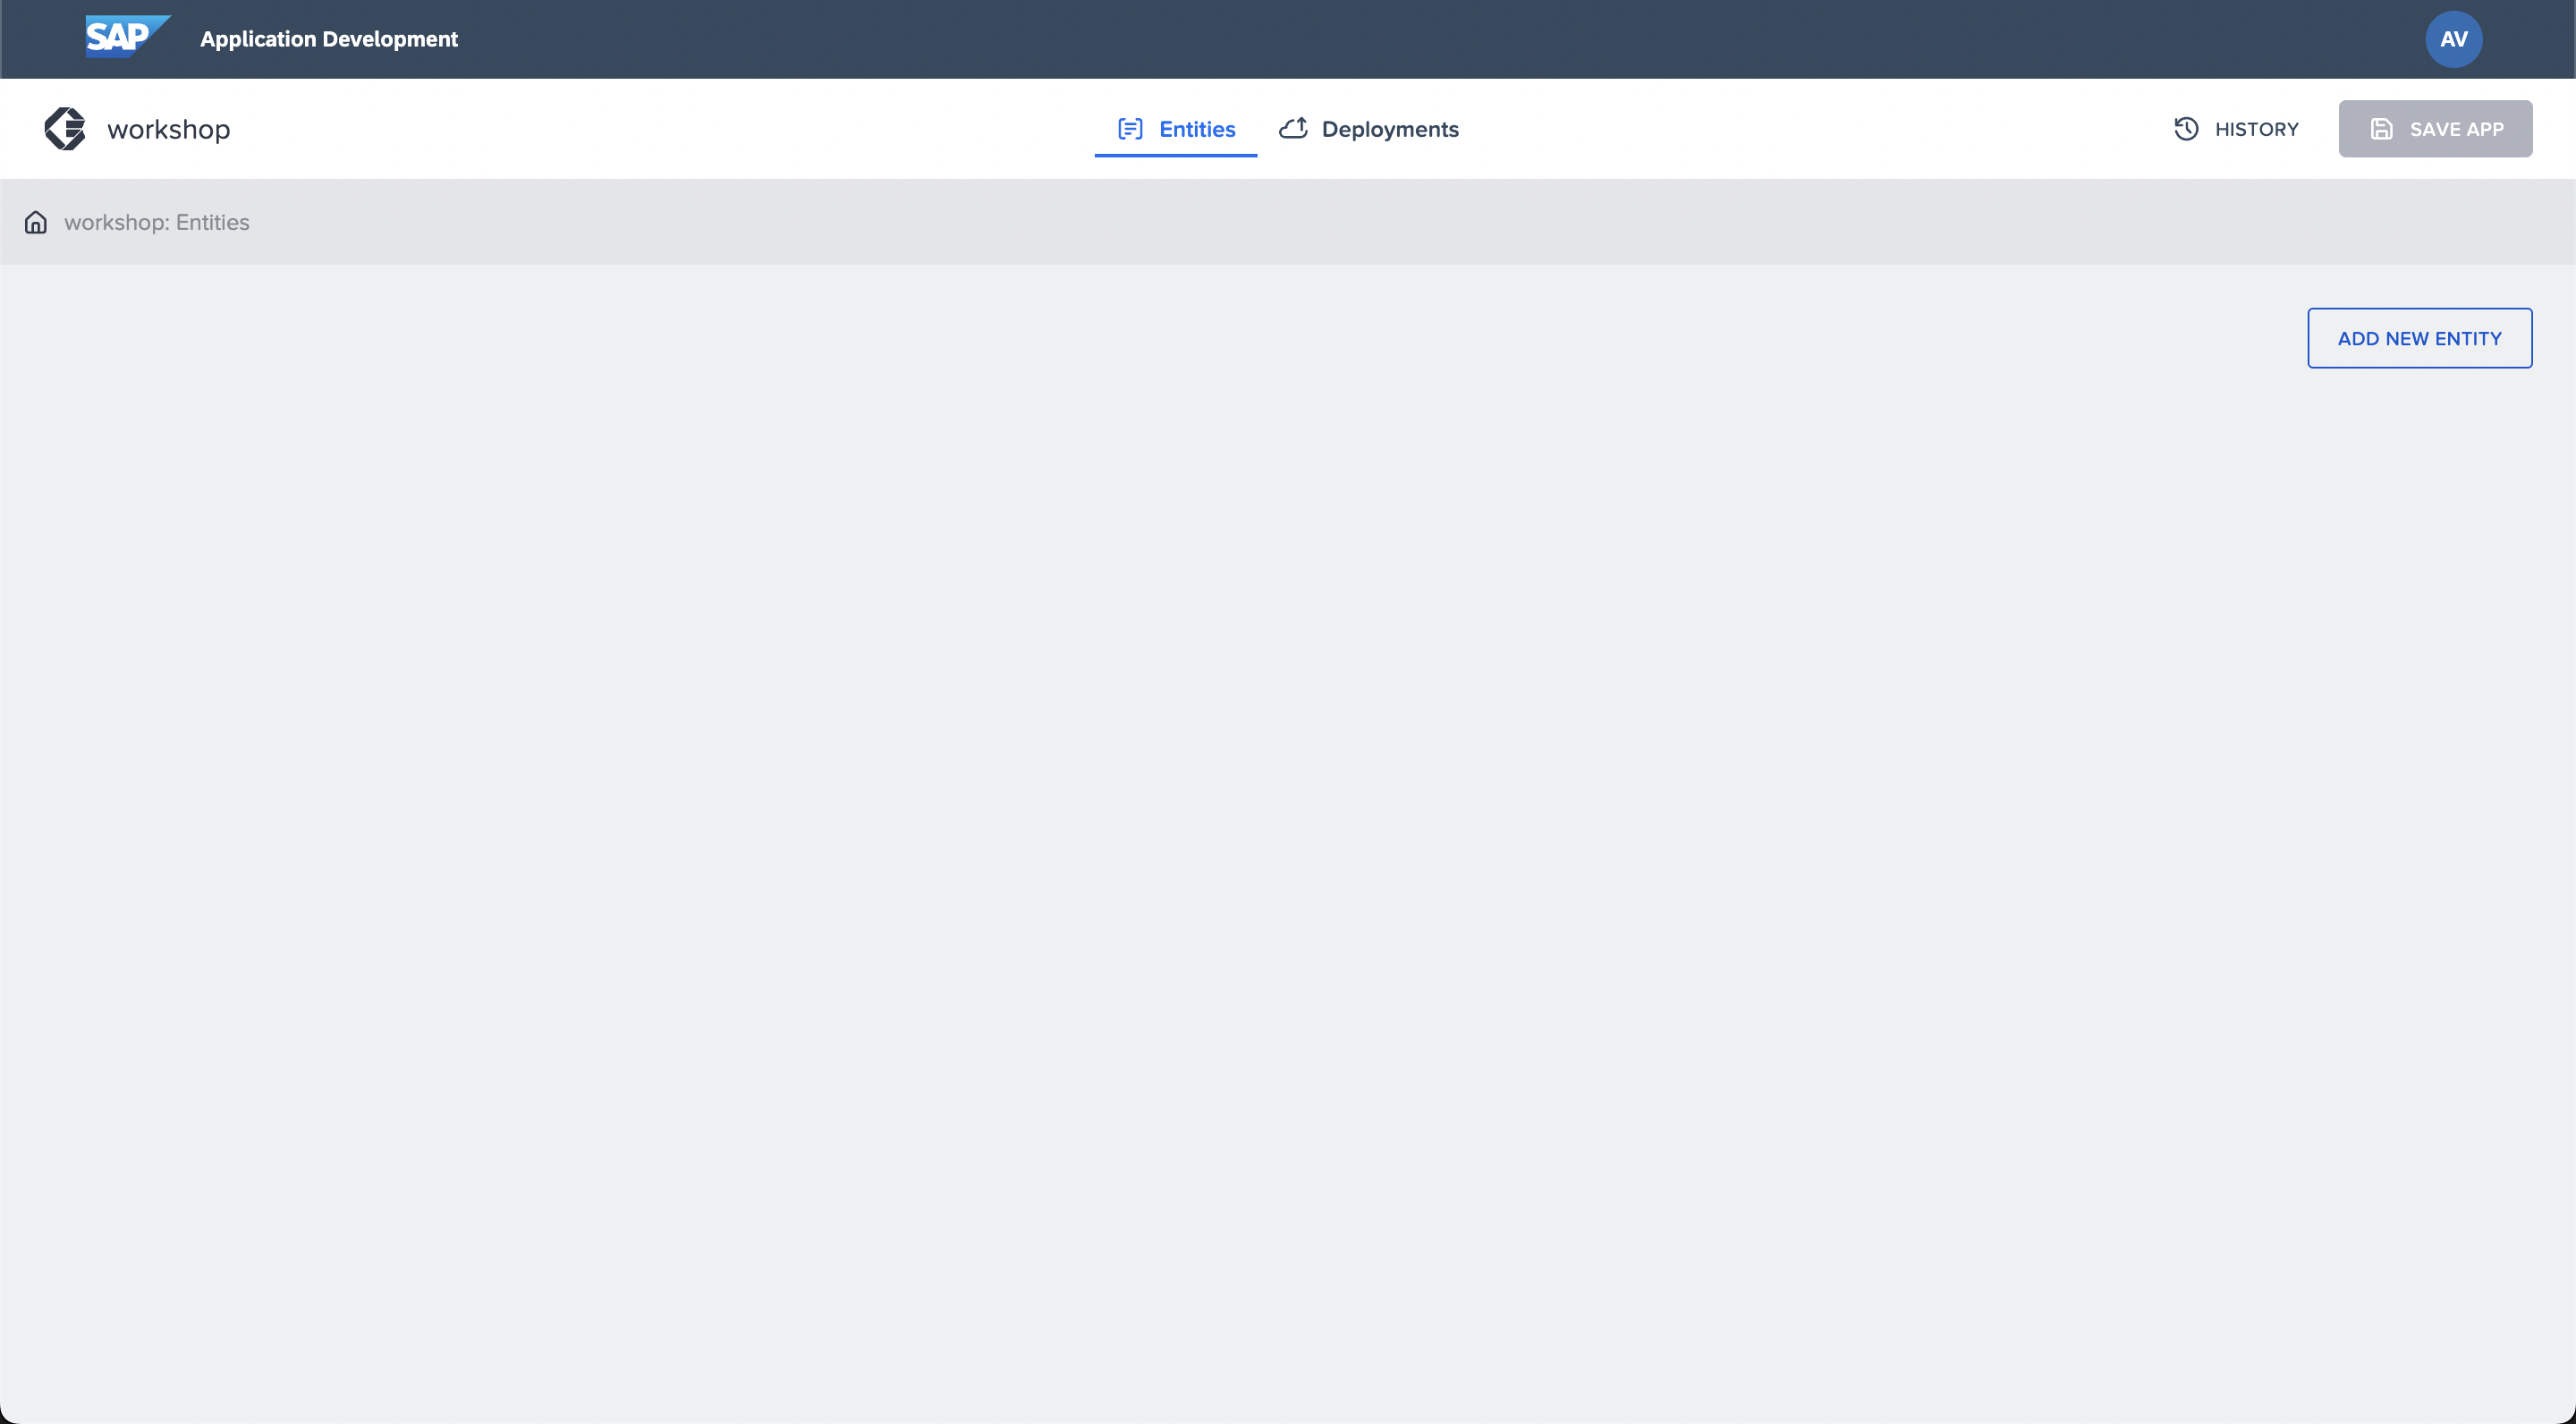 SAP Application Development
AV
workshop
Entities
Deployments
HISTORY
SAVE APP
workshop: Entities
ADD NEW ENTITY